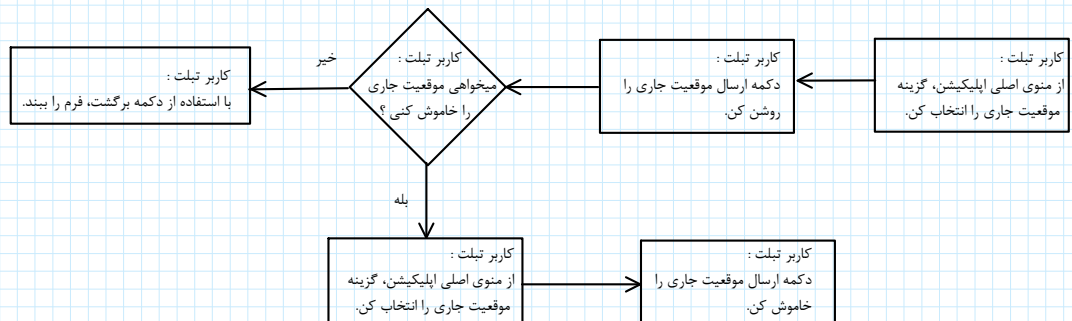 کاربر تبلت :
از منوی اصلی اپلیکیشن، گزینه
موقعیت جاری را انتخاب کن.
کاربر تبلت :
دکمه ارسال موقعیت جاری را
روشن کن.
کاربر تبلت :
میخواهی موقعیت جاری
را خاموش کنی ؟
خیر
کاربر تبلت :
با استفاده از دکمه برگشت، فرم را ببند.
بله
کاربر تبلت :
از منوی اصلی اپلیکیشن، گزینه
موقعیت جاری را انتخاب کن.
کاربر تبلت :
دکمه ارسال موقعیت جاری را
خاموش کن.